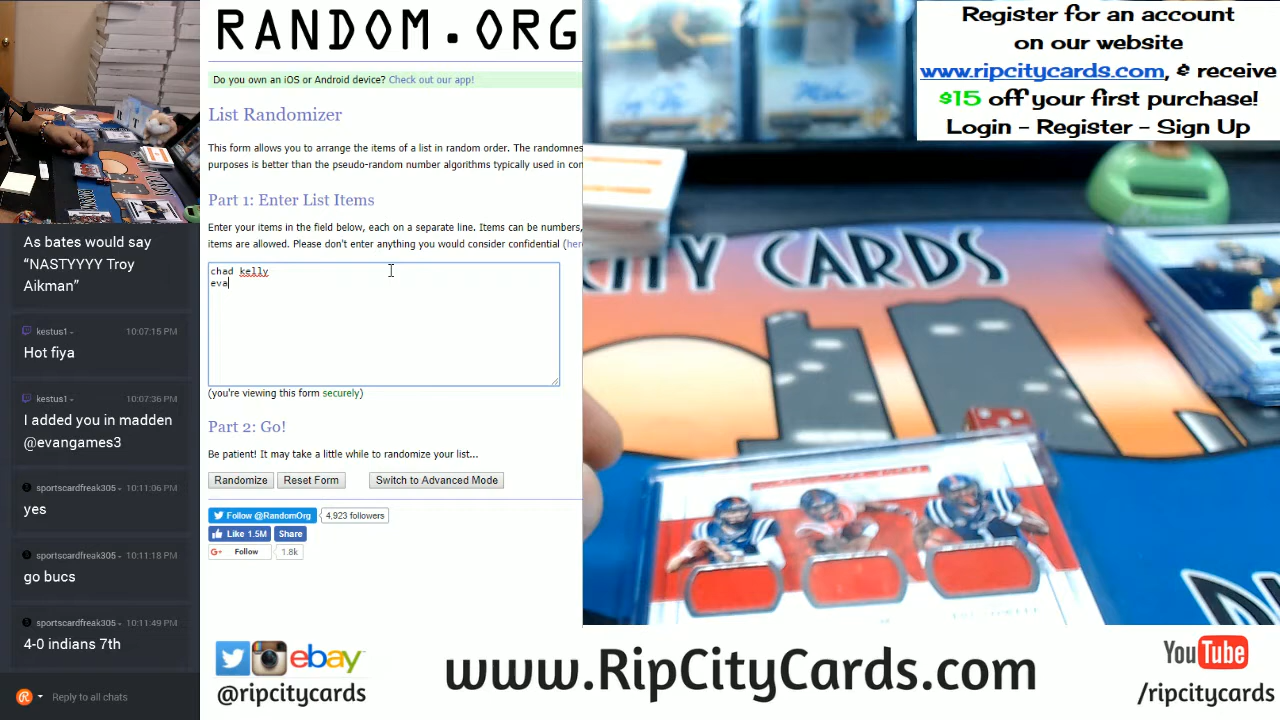 As bates would say
“NASTYYYY Troy
Aikman”
kestus1
10:07:15 PM
Hot fiya
kestus1
10:07:36 PM
I added you in madden
@evangames3
sportscardfreak305
10:11:06 PM
yes
sportscardfreak305
10:11:18 PM
go bucs
sportscardfreak305
10:11:49 PM
4-0 indians 7th
Reply to all chats
RANDOM.ORG
Do you own an iOS or Android device? Check out our app!
List Randomizer
This form allows you to arrange the items of a list in random order. The randomnes
purposes is better than the pseudo-random number algorithms typically used in con
Part 1: Enter List Items
Enter your items in the field below, each on a separate line. Items can be numbers,
items are allowed. Please don't enter anything you would consider confidential (her
chad kelly
eva
(you're viewing this form securely)
Part 2: Go!
Be patient! It may take a little while to randomize your list...
Randomize
Reset Form
Switch to Advanced Mode
Follow @RandomOrg
4,923 followers
Like 1.5M
Share
G+
Follow
1.8k
Register for an account
on our website
www.ripcitycards.com, & receive
$15 off your first purchase!
Login - Register - Sign Up
CITY CARDS
ebay
@ripcitycards
www.RipCityCards.com
YouTube
/ripcitycards